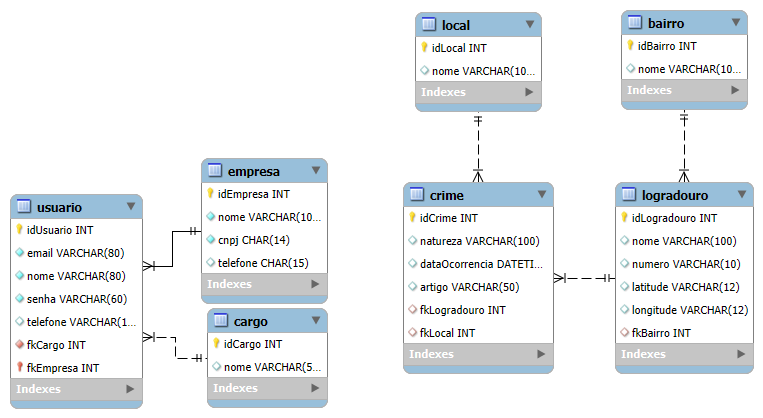 local
idLocal INT
nome VARCHAR(10...
Indexes
bairro
idBairro INT
nome VARCHAR(10...
Indexes
empresa
idEmpresa INT
nome VARCHAR(10...
cnpj CHAR(14)
telefone CHAR(15)
Indexes
usuario
idUsuario INT
email VARCHAR(80)
nome VARCHAR(80)
senha VARCHAR(60)
telefone VARCHAR(1...
fkCargo INT
fkEmpresa INT
Indexes
cargo
idCargo INT
nome VARCHAR(5...
Indexes
crime
idCrime INT
natureza VARCHAR(100)
dataOcorrencia DATETI...
artigo VARCHAR(50)
fkLogradouro INT
fkLocal INT
Indexes
logradouro
idLogradouro INT
nome VARCHAR(100)
numero VARCHAR(10)
latitude VARCHAR(12)
longitude VARCHAR(12)
fkBairro INT
Indexes